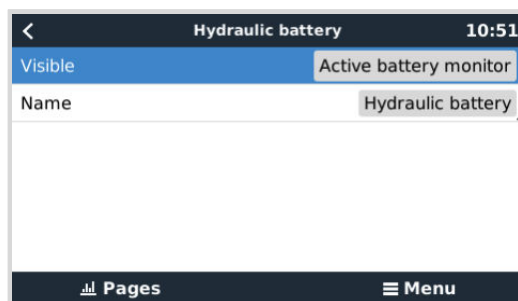 Hydraulic battery 10:51
Visible Active battery monitor
Name Hydraulic battery
Pages Menu